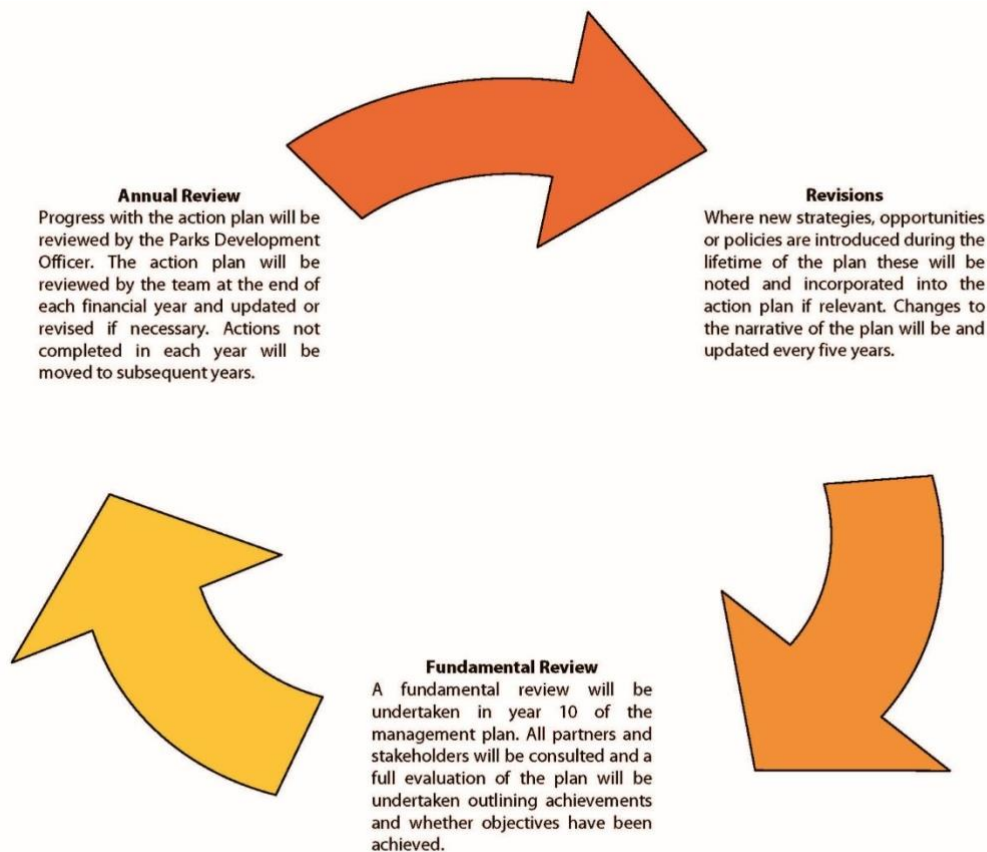 Annual Review
Progress with the action plan will be
reviewed by the Parks Development
Officer. The action plan will be
reviewed by the team at the end of
each financial year and updated or
revised if necessary. Actions not
completed in each year will be
moved to subsequent years.
Revisions
Where new strategies, opportunities
or policies are introduced during the
lifetime of the plan these will be
noted and incorporated into the
action plan if relevant. Changes to
the narrative of the plan will be and
updated every five years.
Fundamental Review
A fundamental review will be
undertaken in year 10 of the
management plan. All partners and
stakeholders will be consulted and a
full evaluation of the plan will be
undertaken outlining achievements
and whether objectives have been
achieved.